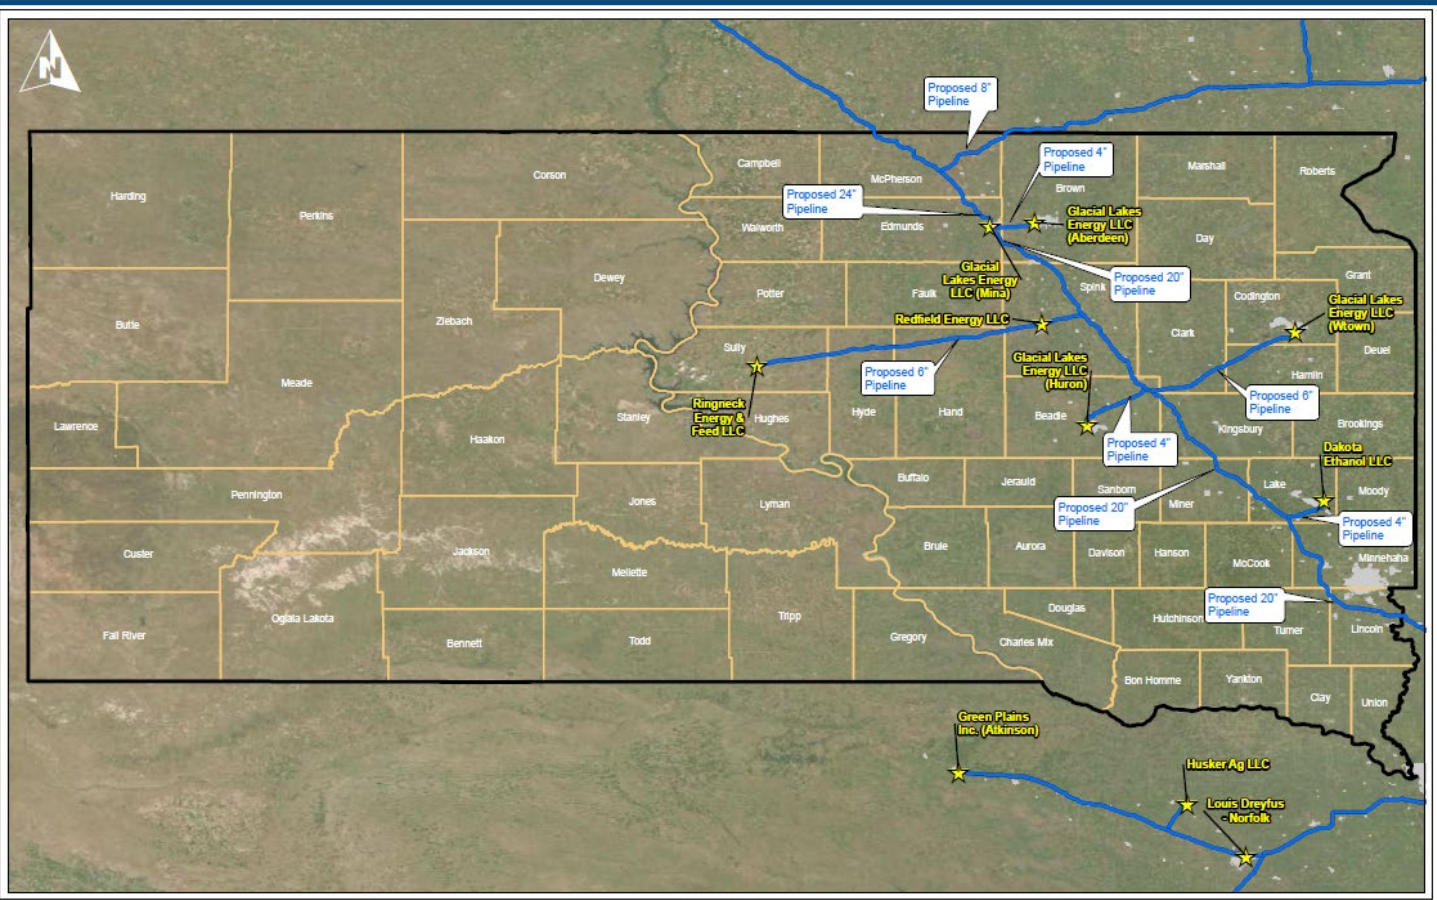 N
Proposed 8"
Pipeline
Proposed 4"
Pipeline
Campbell
McPherson
Brown
Marshall
Roberts
Harding
Corson
Perkins
Proposed 24"
Pipeline
Walworth
Edmunds
Glacial Lakes
Energy LLC
(Aberdeen)
Day
Dewey
Potter
Faulk
Glacial
Lakes Energy
LLC (Mina)
Spink
Proposed 20"
Pipeline
Grant
Codington
Glacial Lakes
Energy LLC
(Wtown)
Butte
Ziebach
Redfield Energy LLC
Clark
Deuel
Sully
Meade
Proposed 6"
Pipeline
Glacial Lakes
Energy LLC
(Huron)
Hamlin
Proposed 6"
Pipeline
Lawrence
Haakon
Stanley
Ringneck
Energy &
Feed LLC
Hughes
Hyde
Hand
Beadle
Kingsbury
Brookings
Proposed 4"
Pipeline
Dakota
Ethanol LLC
Pennington
Jones
Lyman
Buffalo
Jerauld
Sanborn
Miner
Lake
Moody
Proposed 20"
Pipeline
Proposed 4"
Pipeline
Custer
Jackson
Mellette
Brule
Aurora
Davison
Hanson
McCook
Minnehaha
Proposed 20"
Pipeline
Fall River
Oglala Lakota
Bennett
Todd
Tripp
Gregory
Charles Mix
Douglas
Hutchinson
Turner
Lincoln
Bon Homme
Yankton
Clay
Union
Green Plains
Inc. (Atkinson)
Husker Ag LLC
Louis Dreyfus
- Norfolk